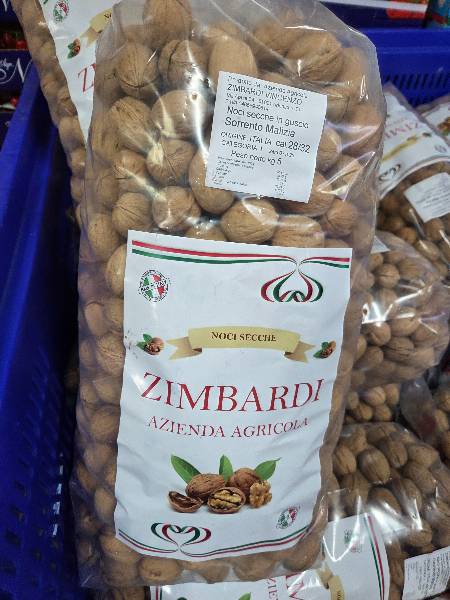 ZIMBARDI VINCENZO
Noci secche in guscio
Sorrento Malizia
ORIGINE ITALIA cal.28/32
CATEGORIA I
Peso netto kg 5
NOCI SECCHE
ZIMBARDI
AZIENDA AGRICOLA